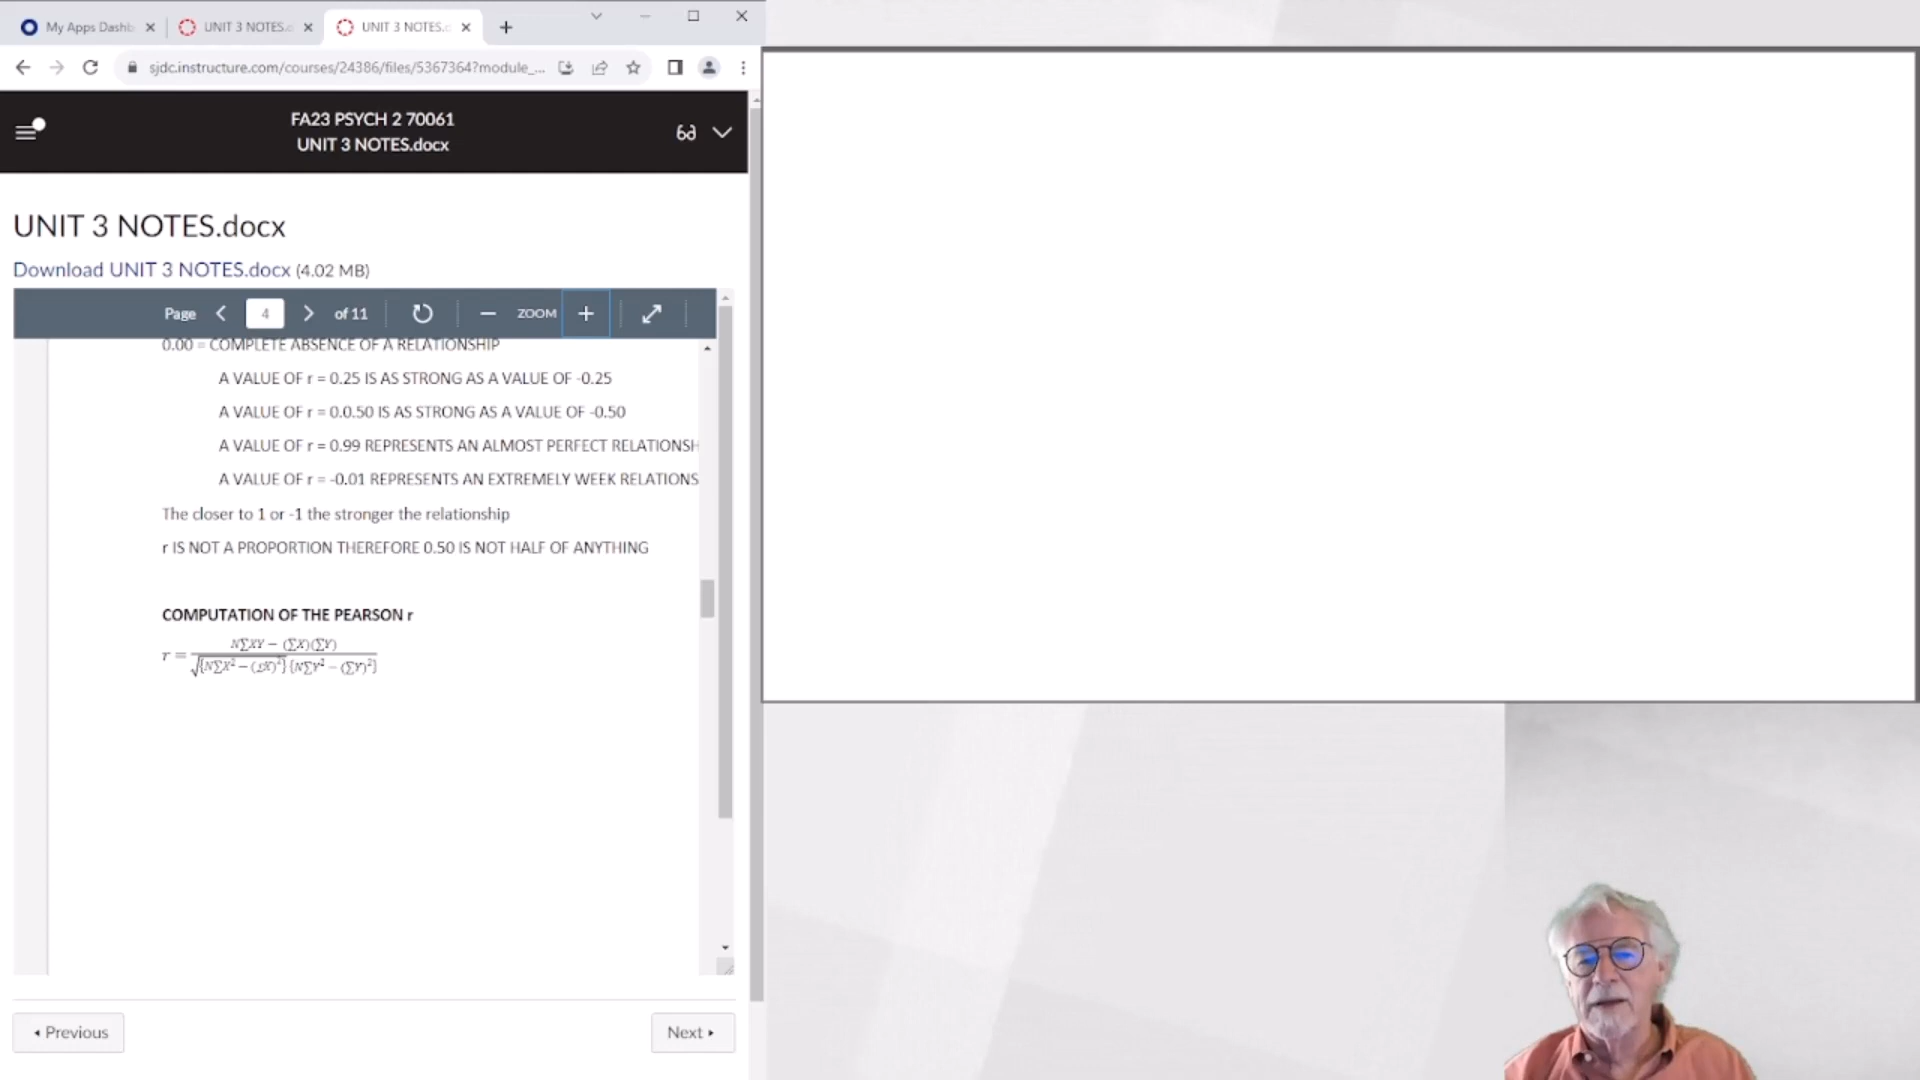 My Apps Dashb
UNIT 3 NOTES.
UNIT 3 NOTES.
sjdc.instructure.com/courses/24386/files/5367364?module_...
FA23 PSYCH 2 70061
UNIT 3 NOTES.docx
UNIT 3 NOTES.docx
Download UNIT 3 NOTES.docx (4.02 MB)
Page 4 of 11 ZOOM
0.00 = COMPLETE ABSENCE OF A RELATIONSHIP
A VALUE OF r = 0.25 IS AS STRONG AS A VALUE OF -0.25
A VALUE OF r = 0.0.50 IS AS STRONG AS A VALUE OF -0.50
A VALUE OF r = 0.99 REPRESENTS AN ALMOST PERFECT RELATIONSH
A VALUE OF r = -0.01 REPRESENTS AN EXTREMELY WEEK RELATIONS
The closer to 1 or -1 the stronger the relationship
r IS NOT A PROPORTION THEREFORE 0.50 IS NOT HALF OF ANYTHING
COMPUTATION OF THE PEARSON r
r = N∑XY − (∑X)(∑Y)
√{N∑X² − (∑X)²} {N∑Y² − (∑Y)²}
Previous
Next